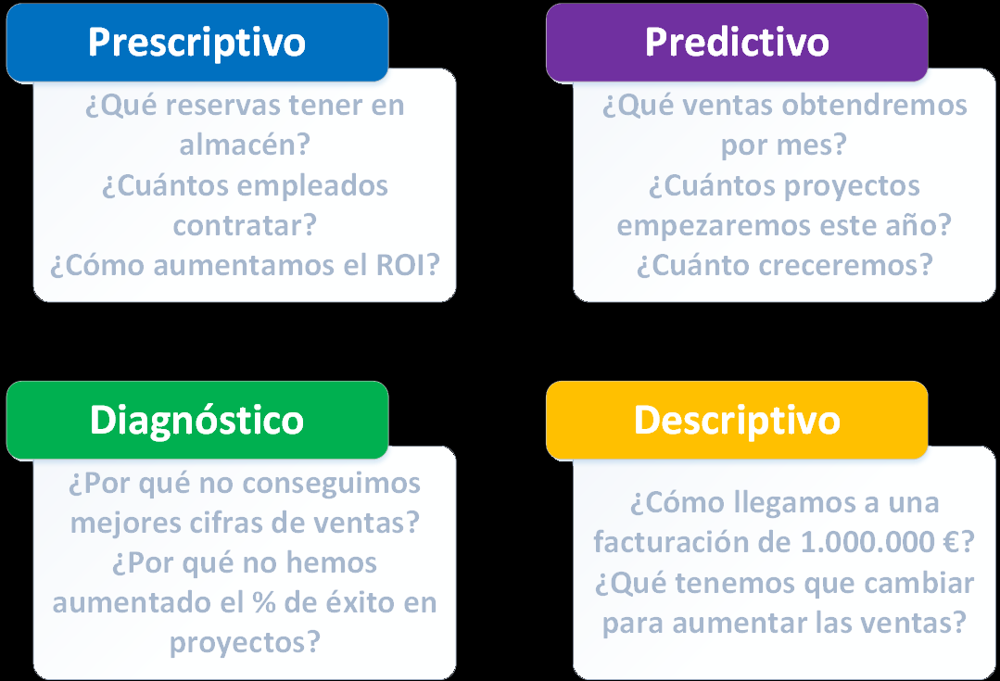 Prescriptivo
¿Qué reservas tener en
almacén?
¿Cuántos empleados
contratar?
¿Cómo aumentamos el ROI?
Predictivo
¿Qué ventas obtendremos
por mes?
¿Cuántos proyectos
empezaremos este año?
¿Cuánto creceremos?
Diagnóstico
¿Por qué no conseguimos
mejores cifras de ventas?
¿Por qué no hemos
aumentado el % de éxito en
proyectos?
Descriptivo
¿Cómo llegamos a una
facturación de 1.000.000 €?
¿Qué tenemos que cambiar
para aumentar las ventas?